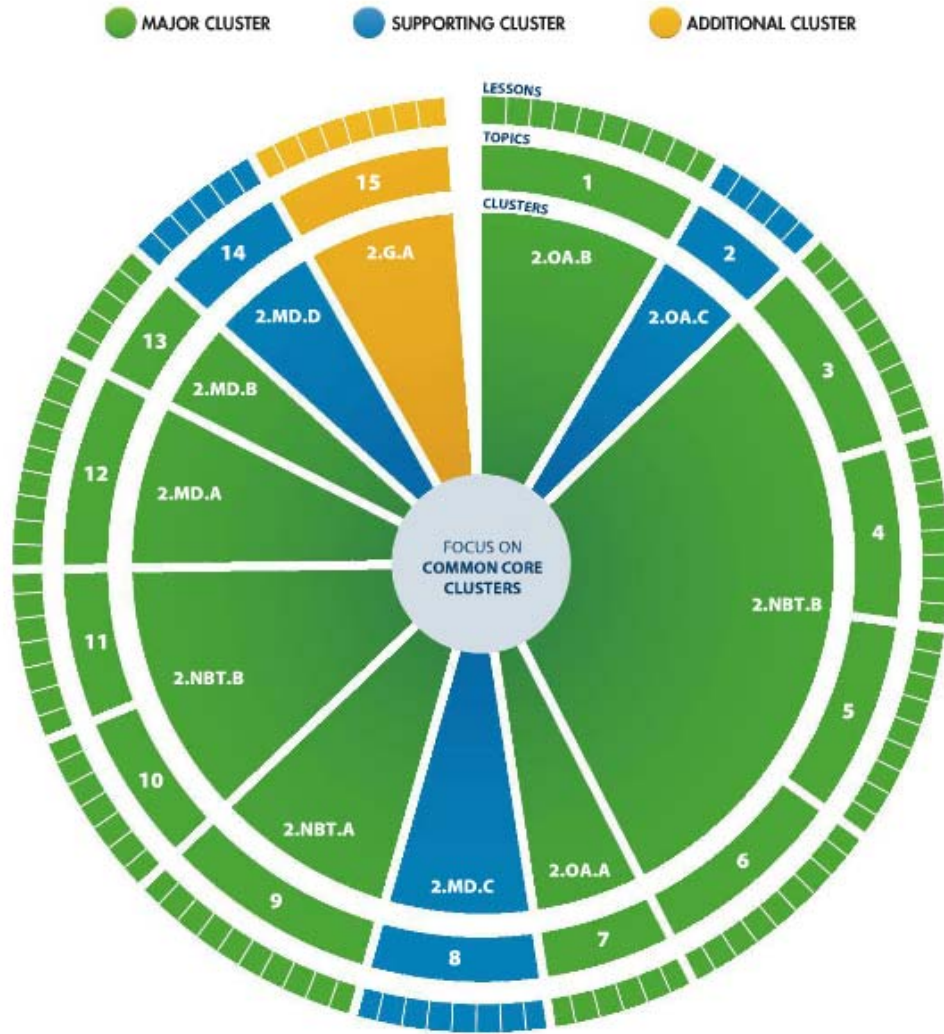 MAJOR CLUSTER
SUPPORTING CLUSTER
ADDITIONAL CLUSTER
LESSONS
TOPICS
CLUSTERS
1
2.OA.B
2
2.OA.C
3
4
2.NBT.B
5
6
7
2.OA.A
8
2.MD.C
9
2.NBT.A
10
11
2.NBT.B
12
2.MD.A
13
2.MD.B
14
2.MD.D
15
2.G.A
FOCUS ON
COMMON CORE
CLUSTERS